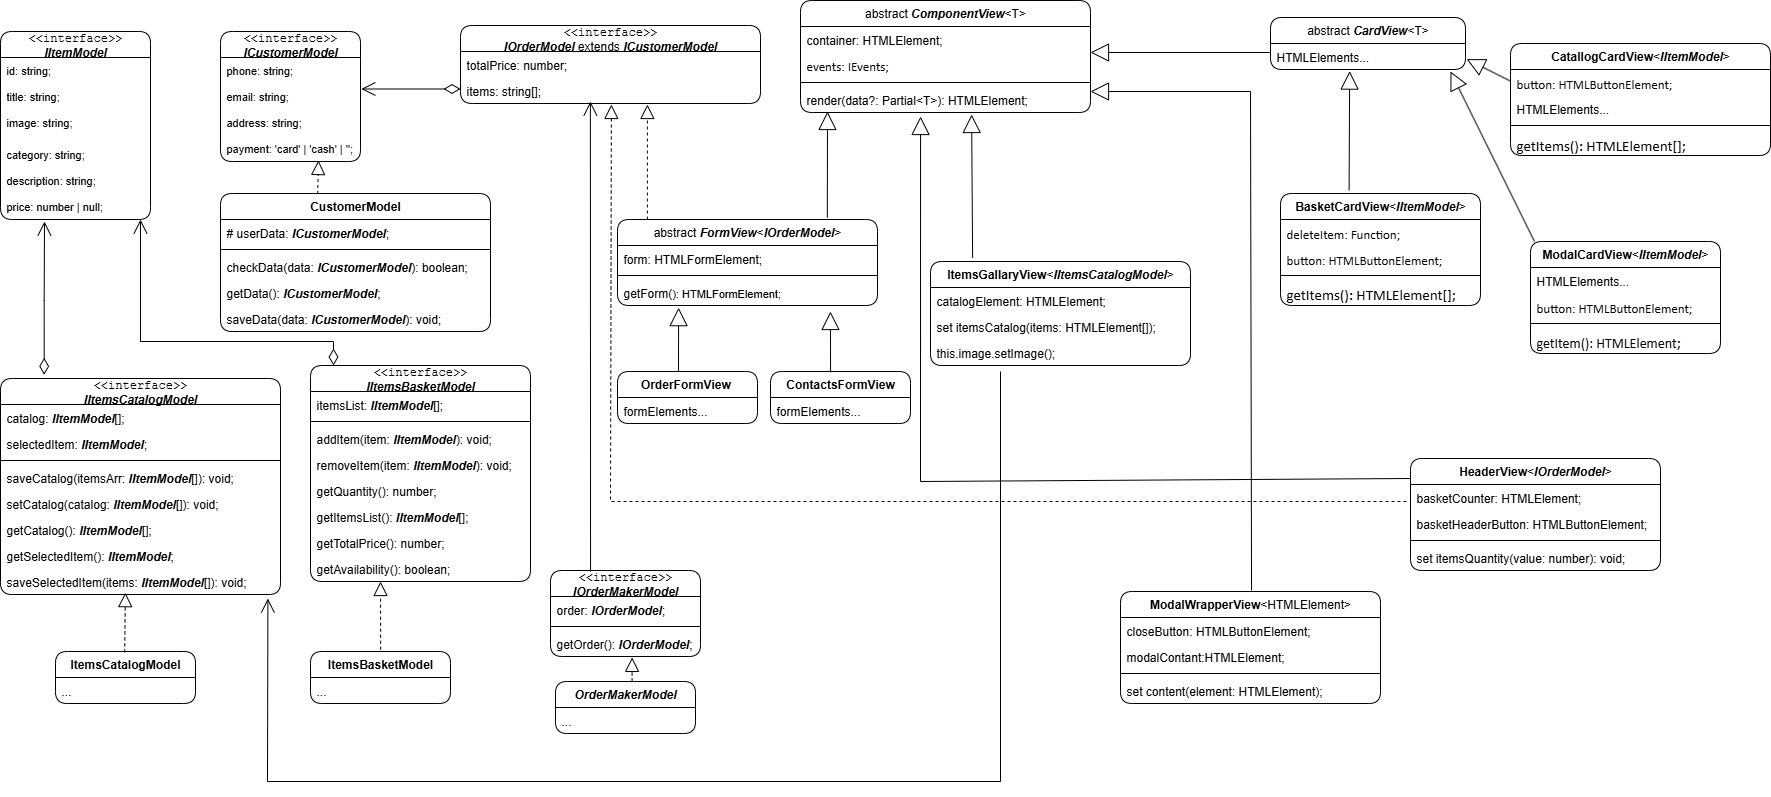 <<interface>>
IItemModel
id: string;
title: string;
image: string;
category: string;
description: string;
price: number | null;
<<interface>>
ICustomerModel
phone: string;
email: string;
address: string;
payment: 'card' | 'cash' | '';
<<interface>>
IOrderModel extends ICustomerModel
totalPrice: number;
items: string[];
abstract ComponentView<T>
container: HTMLElement;
events: IEvents;
render(data?: Partial<T>): HTMLElement;
abstract CardView<T>
HTMLElements...
CatallogCardView<IItemModel>
button: HTMLButtonElement;
HTMLElements...
getItems(): HTMLElement[];
CustomerModel
# userData: ICustomerModel;
checkData(data: ICustomerModel): boolean;
getData(): ICustomerModel;
saveData(data: ICustomerModel): void;
abstract FormView<IOrderModel>
form: HTMLFormElement;
getForm(): HTMLFormElement;
ItemsGallaryView<ItemsCatalogModel>
catalogElement: HTMLElement;
set itemsCatalog(items: HTMLElement[]);
this.image.setImage();
BasketCardView<IItemModel>
deleteItem: Function;
button: HTMLButtonElement;
getItems(): HTMLElement[];
ModalCardView<IItemModel>
HTMLElements...
button: HTMLButtonElement;
getItem(): HTMLElement;
<<interface>>
IItemsCatalogModel
catalog: IItemModel[];
selectedItem: IItemModel;
saveCatalog(itemsArr: IItemModel[]): void;
setCatalog(catalog: IItemModel[]): void;
getCatalog(): IItemModel[];
getSelectedItem(): IItemModel;
saveSelectedItem(items: IItemModel[]): void;
<<interface>>
IItemsBasketModel
itemsList: IItemModel[];
addItem(item: IItemModel): void;
removeItem(item: IItemModel): void;
getQuantity(): number;
getItemsList(): IItemModel[];
getTotalPrice(): number;
getAvailability(): boolean;
OrderFormView
formElements...
ContactsFormView
formElements...
HeaderView<IOrderModel>
basketCounter: HTMLElement;
basketHeaderButton: HTMLButtonElement;
set itemsQuantity(value: number): void;
<<interface>>
IOrderMakerModel
order: IOrderModel;
getOrder(): IOrderModel;
ModalWrapperView<HTMLElement>
closeButton: HTMLButtonElement;
modalContant:HTMLElement;
set content(element: HTMLElement);
ItemsCatalogModel
...
ItemsBasketModel
...
OrderMakerModel
...